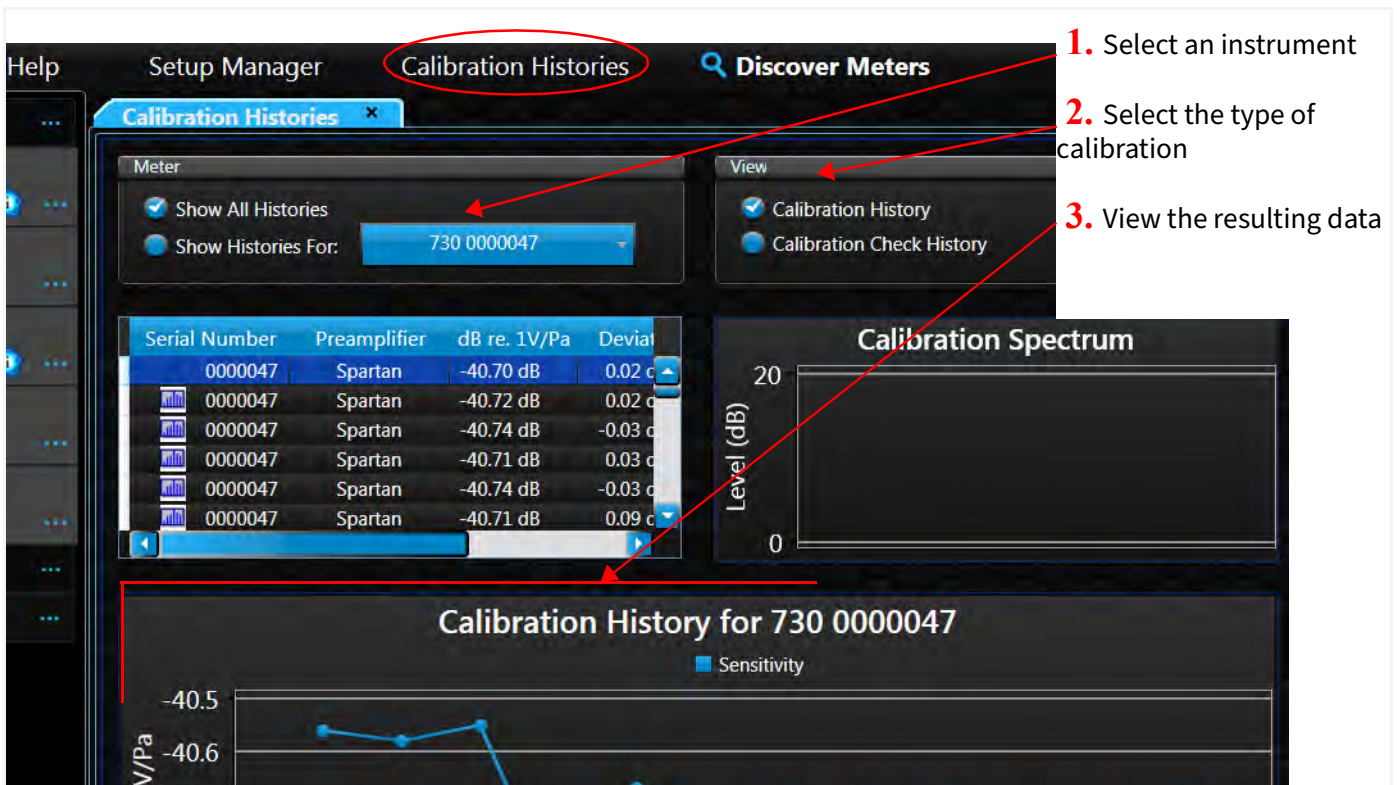 Help Setup Manager Calibration Histories Discover Meters
1. Select an instrument
2. Select the type of
calibration
3. View the resulting data
Calibration Histories ×
Meter
Show All Histories
Show Histories For: 730 0000047
View
Calibration History
Calibration Check History
Serial Number Preamplifier dB re. 1V/Pa Deviat
0000047 Spartan -40.70 dB 0.02 d
0000047 Spartan -40.72 dB 0.02 d
0000047 Spartan -40.74 dB -0.03 d
0000047 Spartan -40.71 dB 0.03 d
0000047 Spartan -40.74 dB -0.03 d
0000047 Spartan -40.71 dB 0.09 d
Calibration Spectrum
20
Level (dB)
0
Calibration History for 730 0000047
Sensitivity
-40.5
-40.6
V/Pa